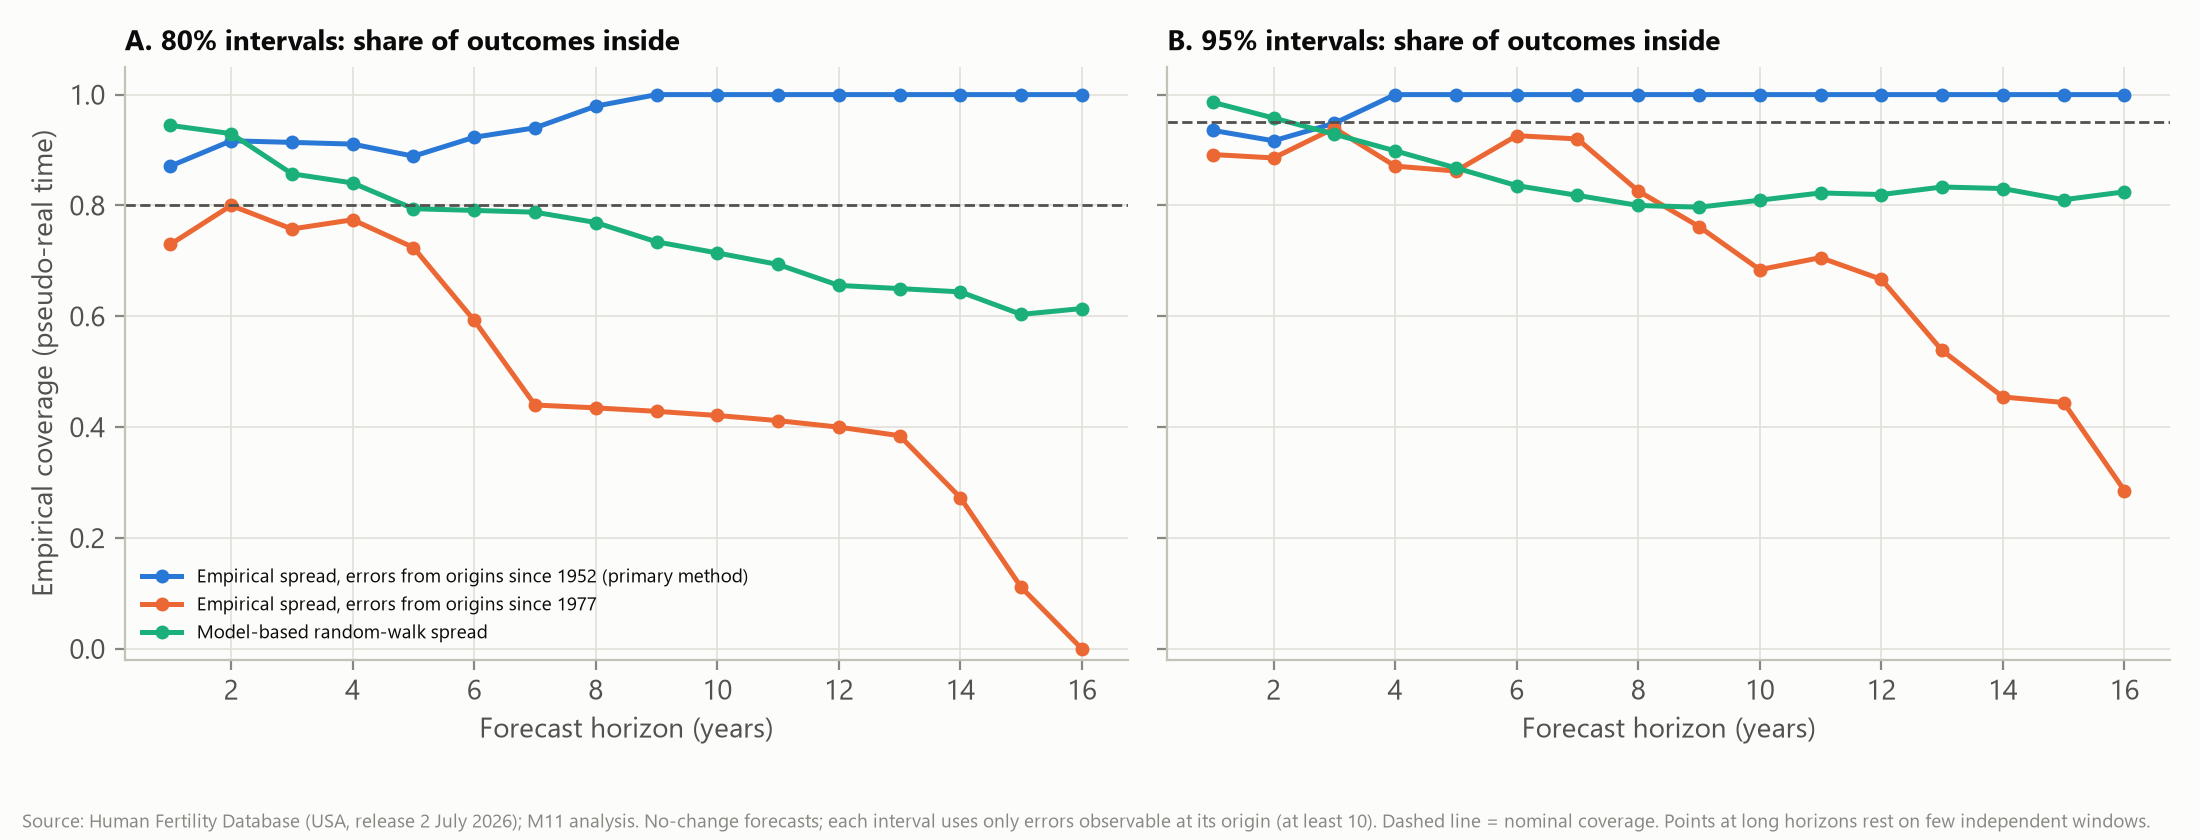 A. 80% intervals: share of outcomes inside
B. 95% intervals: share of outcomes inside
Empirical coverage (pseudo-real time)
1.0
0.8
0.6
0.4
0.2
0.0
Empirical spread, errors from origins since 1952 (primary method)
Empirical spread, errors from origins since 1977
Model-based random-walk spread
2 4 6 8 10 12 14 16
Forecast horizon (years)
2 4 6 8 10 12 14 16
Forecast horizon (years)
Source: Human Fertility Database (USA, release 2 July 2026); M11 analysis. No-change forecasts; each interval uses only errors observable at its origin (at least 10). Dashed line = nominal coverage. Points at long horizons rest on few independent windows.